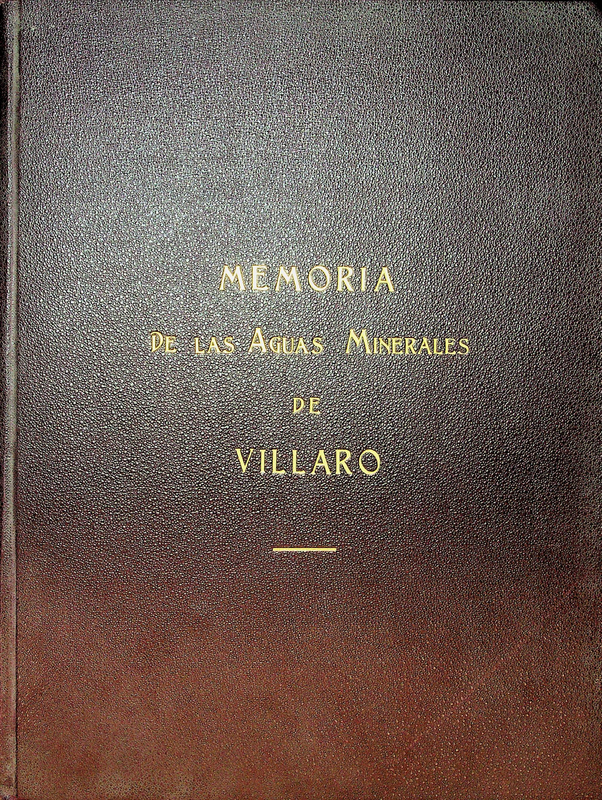 MEMORIA
DE LAS AGUAS MINERALES
DE
VILLARO